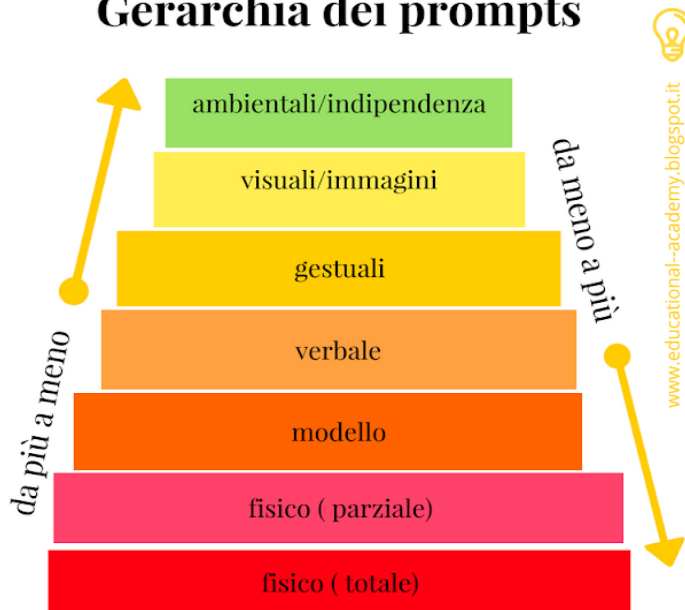 Gerarchia dei prompts
ambientali/indipendenza
visuali/immagini
gestuali
verbale
modello
fisico ( parziale)
fisico ( totale)
da più a meno
da meno a più
www.educational--academy.blogspot.it